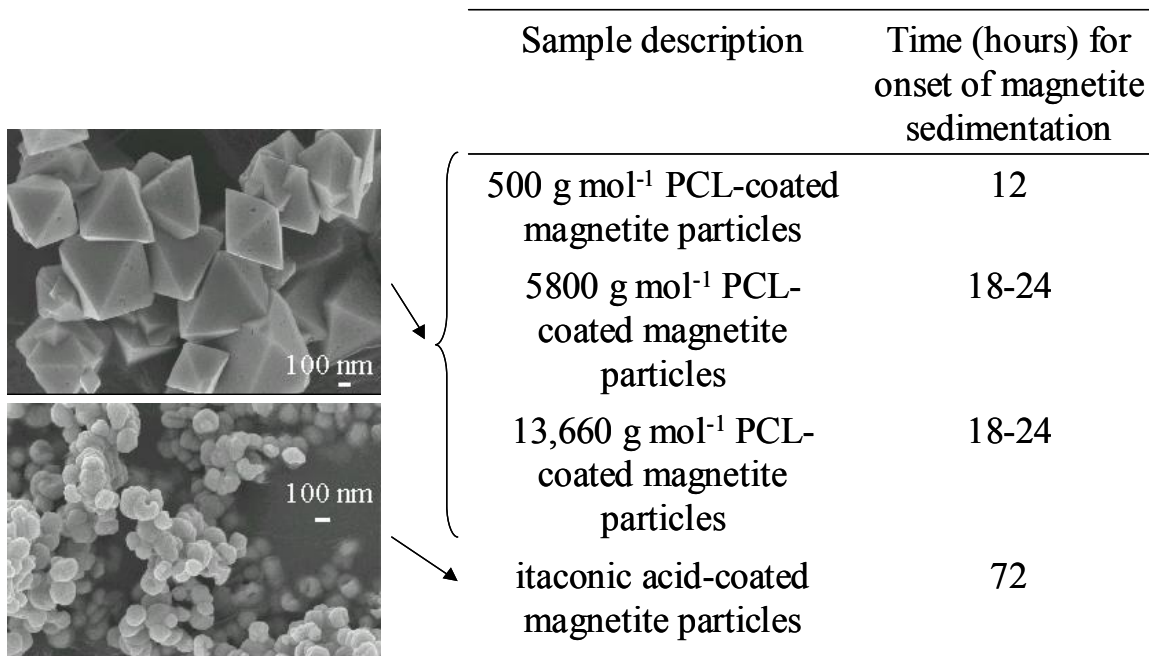 Sample description
Time (hours) for
onset of magnetite
sedimentation
500 g mol⁻¹ PCL-coated
magnetite particles
12
5800 g mol⁻¹ PCL-
coated magnetite
particles
18-24
13,660 g mol⁻¹ PCL-
coated magnetite
particles
18-24
itaconic acid-coated
magnetite particles
72
100 nm
100 nm